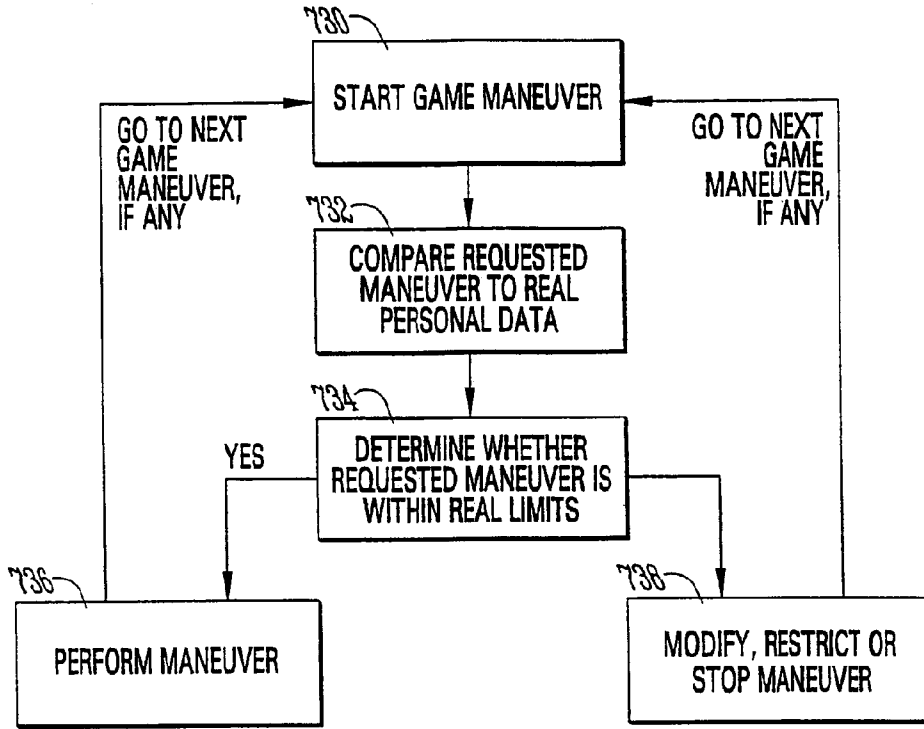 730
START GAME MANEUVER
GO TO NEXT
GAME
MANEUVER,
IF ANY
GO TO NEXT
GAME
MANEUVER,
IF ANY
732
COMPARE REQUESTED
MANEUVER TO REAL
PERSONAL DATA
734
DETERMINE WHETHER
REQUESTED MANEUVER IS
WITHIN REAL LIMITS
YES
736
PERFORM MANEUVER
738
MODIFY, RESTRICT OR
STOP MANEUVER